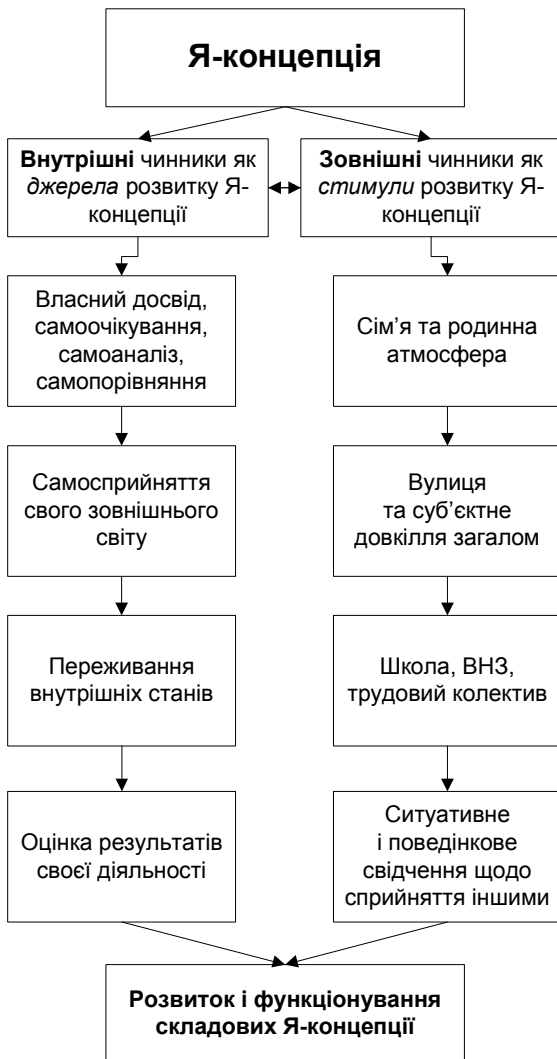 Я-концепція
Внутрішні чинники як
джерела розвитку Я-
концепції
Зовнішні чинники як
стимули розвитку Я-
концепції
Власний досвід,
самоочікування,
самоаналіз,
самопорівняння
Сім’я та родинна
атмосфера
Самосприйняття
свого зовнішнього
світу
Вулиця
та суб’єктне
довкілля загалом
Переживання
внутрішніх станів
Школа, ВНЗ,
трудовий колектив
Оцінка результатів
своєї діяльності
Ситуативне
і поведінкове
свідчення щодо
сприйняття іншими
Розвиток і функціонування
складових Я-концепції